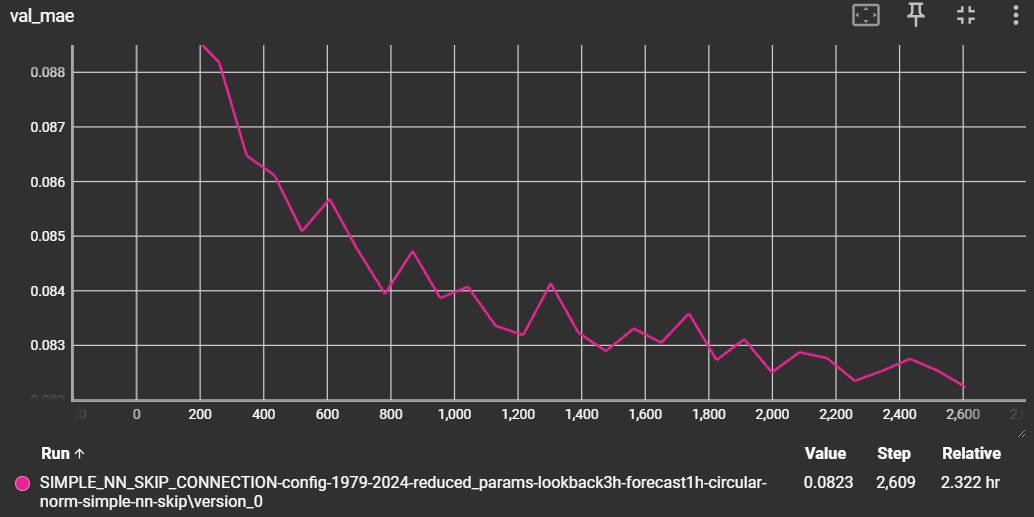 val_mae
0.088
0.087
0.086
0.085
0.084
0.083
0 200 400 600 800 1,000 1,200 1,400 1,600 1,800 2,000 2,200 2,400 2,600
Run ↑ Value Step Relative
SIMPLE_NN_SKIP_CONNECTION-config-1979-2024-reduced_params-lookback3h-forecast1h-circular- 0.0823 2,609 2.322 hr
norm-simple-nn-skip\version_0